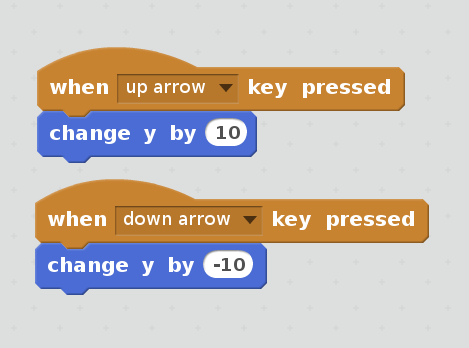 when up arrow key pressed
change y by 10
when down arrow key pressed
change y by -10